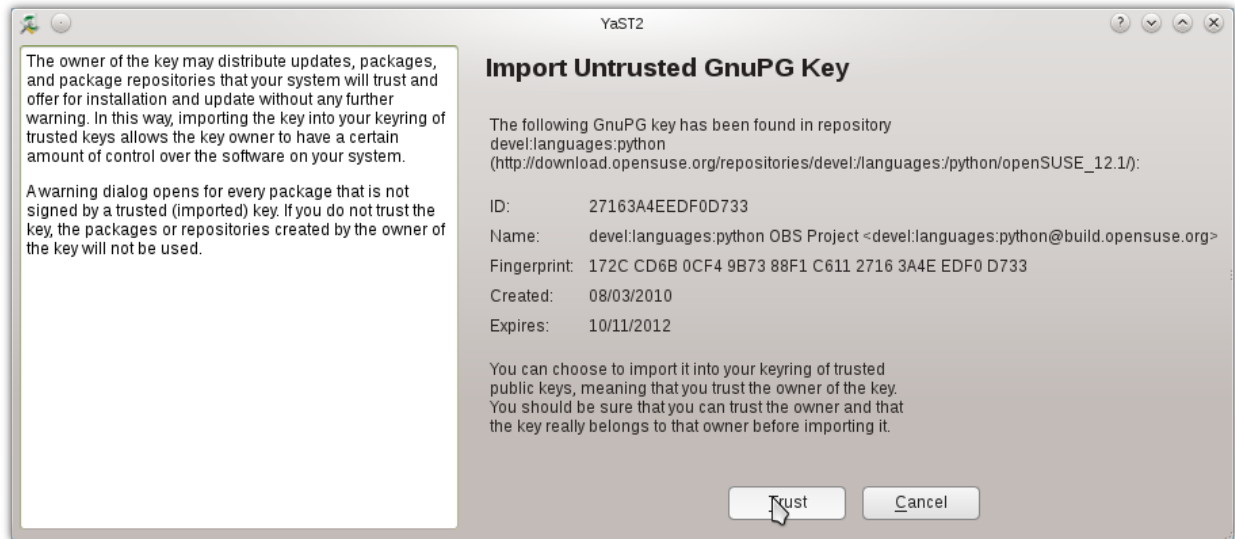 YaST2
The owner of the key may distribute updates, packages,
and package repositories that your system will trust and
offer for installation and update without any further
warning. In this way, importing the key into your keyring of
trusted keys allows the key owner to have a certain
amount of control over the software on your system.
A warning dialog opens for every package that is not
signed by a trusted (imported) key. If you do not trust the
key, the packages or repositories created by the owner of
the key will not be used.
Import Untrusted GnuPG Key
The following GnuPG key has been found in repository
devel:languages:python
(http://download.opensuse.org/repositories/devel:/languages:/python/openSUSE_12.1/):
ID: 27163A4EEDF0D733
Name: devel:languages:python OBS Project <devel:languages:python@build.opensuse.org>
Fingerprint: 172C CD6B 0CF4 9B73 88F1 C611 2716 3A4E EDF0 D733
Created: 08/03/2010
Expires: 10/11/2012
You can choose to import it into your keyring of trusted
public keys, meaning that you trust the owner of the key.
You should be sure that you can trust the owner and that
the key really belongs to that owner before importing it.
Trust Cancel